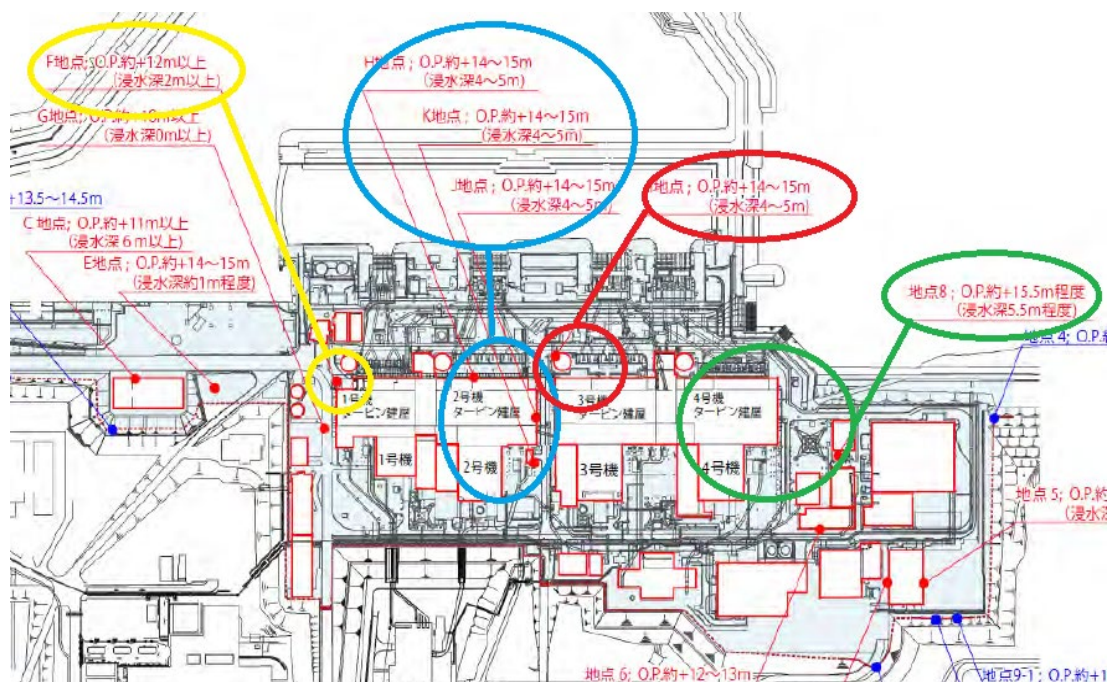 F地点; O.P.約+12m以上
(浸水深2m以上)
G地点; O.P.約+10m以上
(浸水深0m以上)
H地点; O.P.約+14〜15m
(浸水深4〜5m)
K地点; O.P.約+14〜15m
(浸水深4〜5m)
J地点; O.P.約+14〜15m
(浸水深4〜5m)
地点; O.P.約+14〜15m
(浸水深4〜5m)
+13.5〜14.5m
C地点; O.P.約+11m以上
(浸水深6m以上)
E地点; O.P.約+14〜15m
(浸水深約1m程度)
地点8; O.P.約+15.5m程度
(浸水深5.5m程度)
地点4; O.P.約
1号機
タービン建屋
2号機
タービン建屋
3号機
タービン建屋
4号機
タービン建屋
1号機
2号機
3号機
4号機
地点5; O.P.約
(浸水深
地点6; O.P.約+12〜13m
地点9-1; O.P.約+1